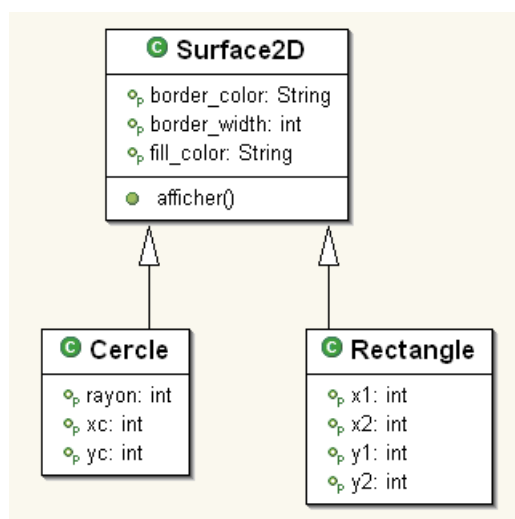 C Surface2D
P border_color: String
P border_width: int
P fill_color: String
afficher()
C Cercle
P rayon: int
P xc: int
P yc: int
C Rectangle
P x1: int
P x2: int
P y1: int
P y2: int